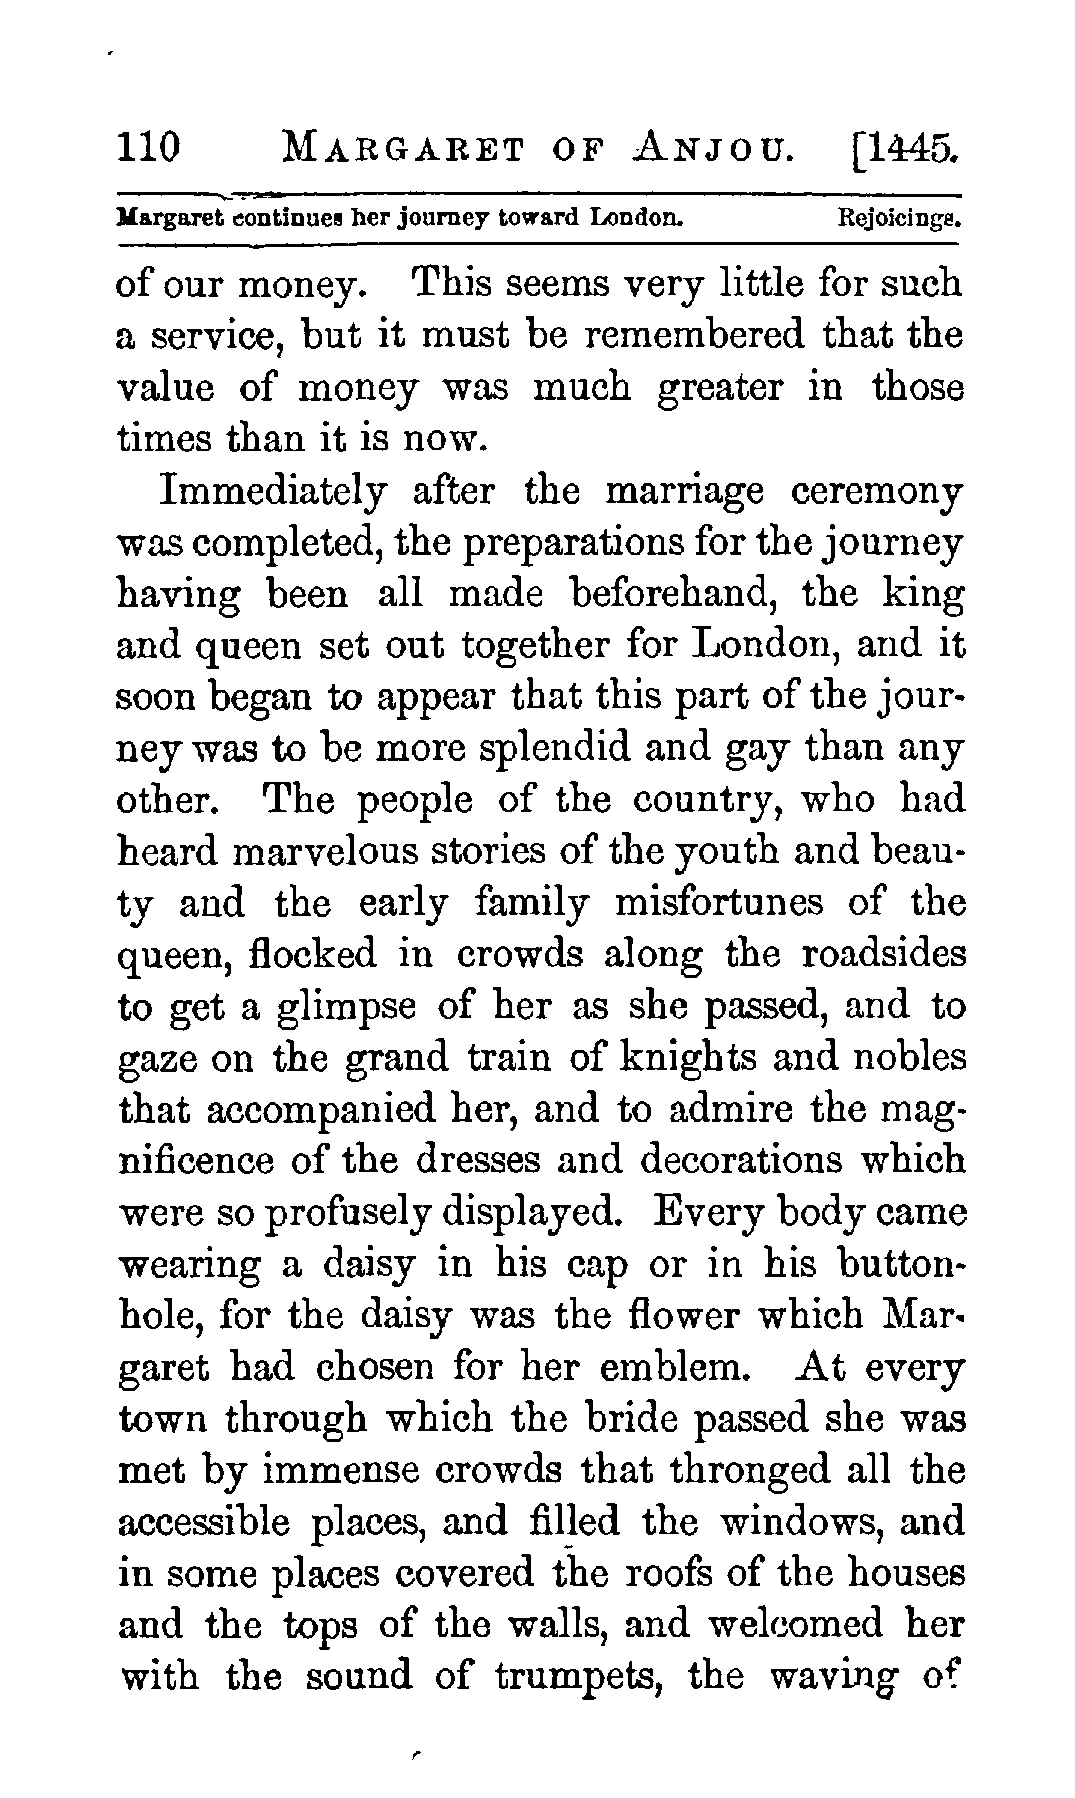 110 MARGARET OF ANJOU. [1445.
Margaret continues her journey toward London. Rejoicings.
of our money. This seems very little for such
a service, but it must be remembered that the
value of money was much greater in those
times than it is now.
Immediately after the marriage ceremony
was completed, the preparations for the journey
having been all made beforehand, the king
and queen set out together for London, and it
soon began to appear that this part of the jour-
ney was to be more splendid and gay than any
other. The people of the country, who had
heard marvelous stories of the youth and beau-
ty and the early family misfortunes of the
queen, flocked in crowds along the roadsides
to get a glimpse of her as she passed, and to
gaze on the grand train of knights and nobles
that accompanied her, and to admire the mag-
nificence of the dresses and decorations which
were so profusely displayed. Every body came
wearing a daisy in his cap or in his button-
hole, for the daisy was the flower which Mar-
garet had chosen for her emblem. At every
town through which the bride passed she was
met by immense crowds that thronged all the
accessible places, and filled the windows, and
in some places covered the roofs of the houses
and the tops of the walls, and welcomed her
with the sound of trumpets, the waving of